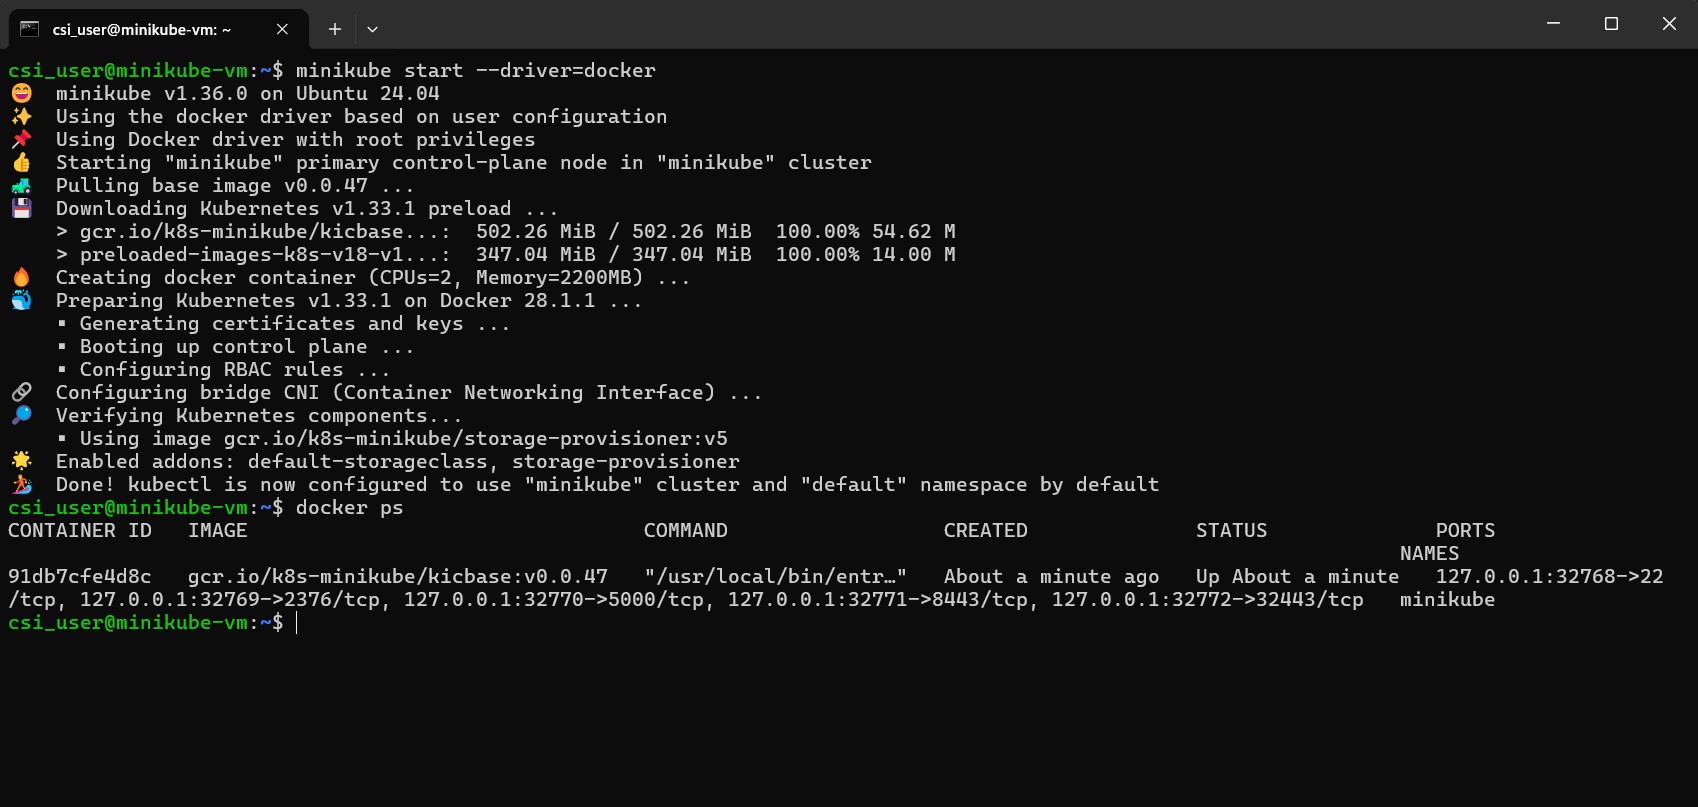 csi_user@minikube-vm: ~
csi_user@minikube-vm:~$ minikube start --driver=docker
😄  minikube v1.36.0 on Ubuntu 24.04
✨  Using the docker driver based on user configuration
📌  Using Docker driver with root privileges
👍  Starting "minikube" primary control-plane node in "minikube" cluster
🚜  Pulling base image v0.0.47 ...
💾  Downloading Kubernetes v1.33.1 preload ...
    > gcr.io/k8s-minikube/kicbase...:  502.26 MiB / 502.26 MiB  100.00% 54.62 M
    > preloaded-images-k8s-v18-v1...:  347.04 MiB / 347.04 MiB  100.00% 14.00 M
🔥  Creating docker container (CPUs=2, Memory=2200MB) ...
🐳  Preparing Kubernetes v1.33.1 on Docker 28.1.1 ...
    ▪ Generating certificates and keys ...
    ▪ Booting up control plane ...
    ▪ Configuring RBAC rules ...
🔗  Configuring bridge CNI (Container Networking Interface) ...
🔎  Verifying Kubernetes components...
    ▪ Using image gcr.io/k8s-minikube/storage-provisioner:v5
🌟  Enabled addons: default-storageclass, storage-provisioner
🏄  Done! kubectl is now configured to use "minikube" cluster and "default" namespace by default
csi_user@minikube-vm:~$ docker ps
CONTAINER ID   IMAGE                                 COMMAND                  CREATED              STATUS              PORTS
NAMES
91db7cfe4d8c   gcr.io/k8s-minikube/kicbase:v0.0.47   "/usr/local/bin/entr…"   About a minute ago   Up About a minute   127.0.0.1:32768->22
/tcp, 127.0.0.1:32769->2376/tcp, 127.0.0.1:32770->5000/tcp, 127.0.0.1:32771->8443/tcp, 127.0.0.1:32772->32443/tcp   minikube
csi_user@minikube-vm:~$